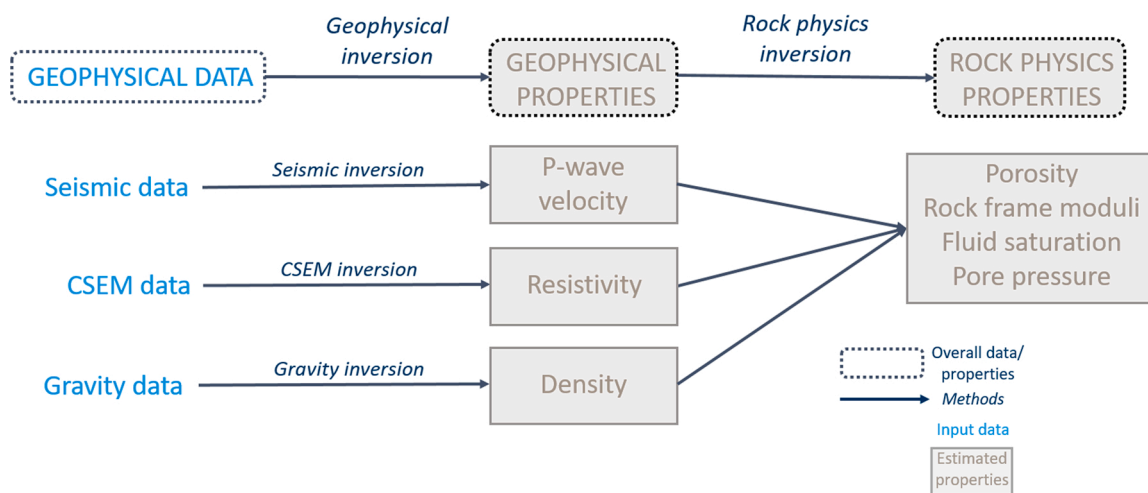 Geophysical
inversion
Rock physics
inversion
GEOPHYSICAL DATA
GEOPHYSICAL
PROPERTIES
ROCK PHYSICS
PROPERTIES
Seismic data
Seismic inversion
P-wave
velocity
Porosity
Rock frame moduli
Fluid saturation
Pore pressure
CSEM data
CSEM inversion
Resistivity
Gravity data
Gravity inversion
Density
Overall data/
properties
Methods
Input data
Estimated
properties